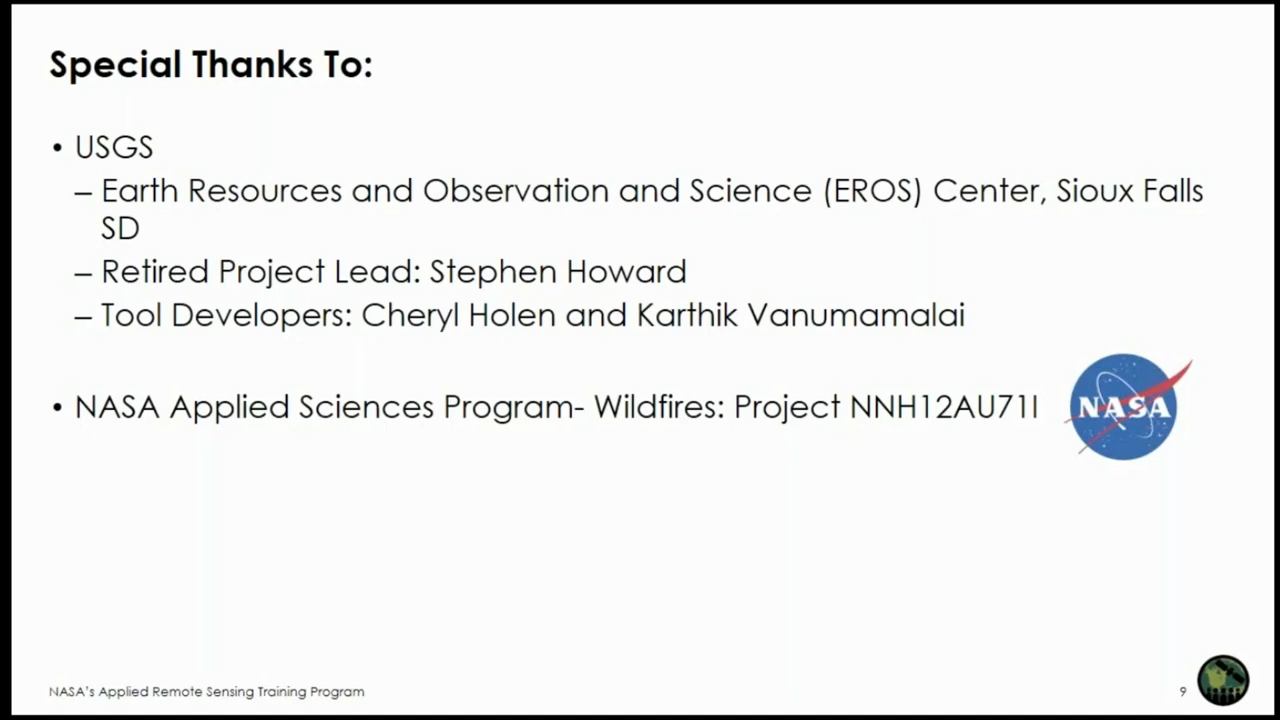 Special Thanks To:
• USGS
– Earth Resources and Observation and Science (EROS) Center, Sioux Falls
SD
– Retired Project Lead: Stephen Howard
– Tool Developers: Cheryl Holen and Karthik Vanumamalai
• NASA Applied Sciences Program- Wildfires: Project NNH12AU71I
NASA
NASA's Applied Remote Sensing Training Program
9